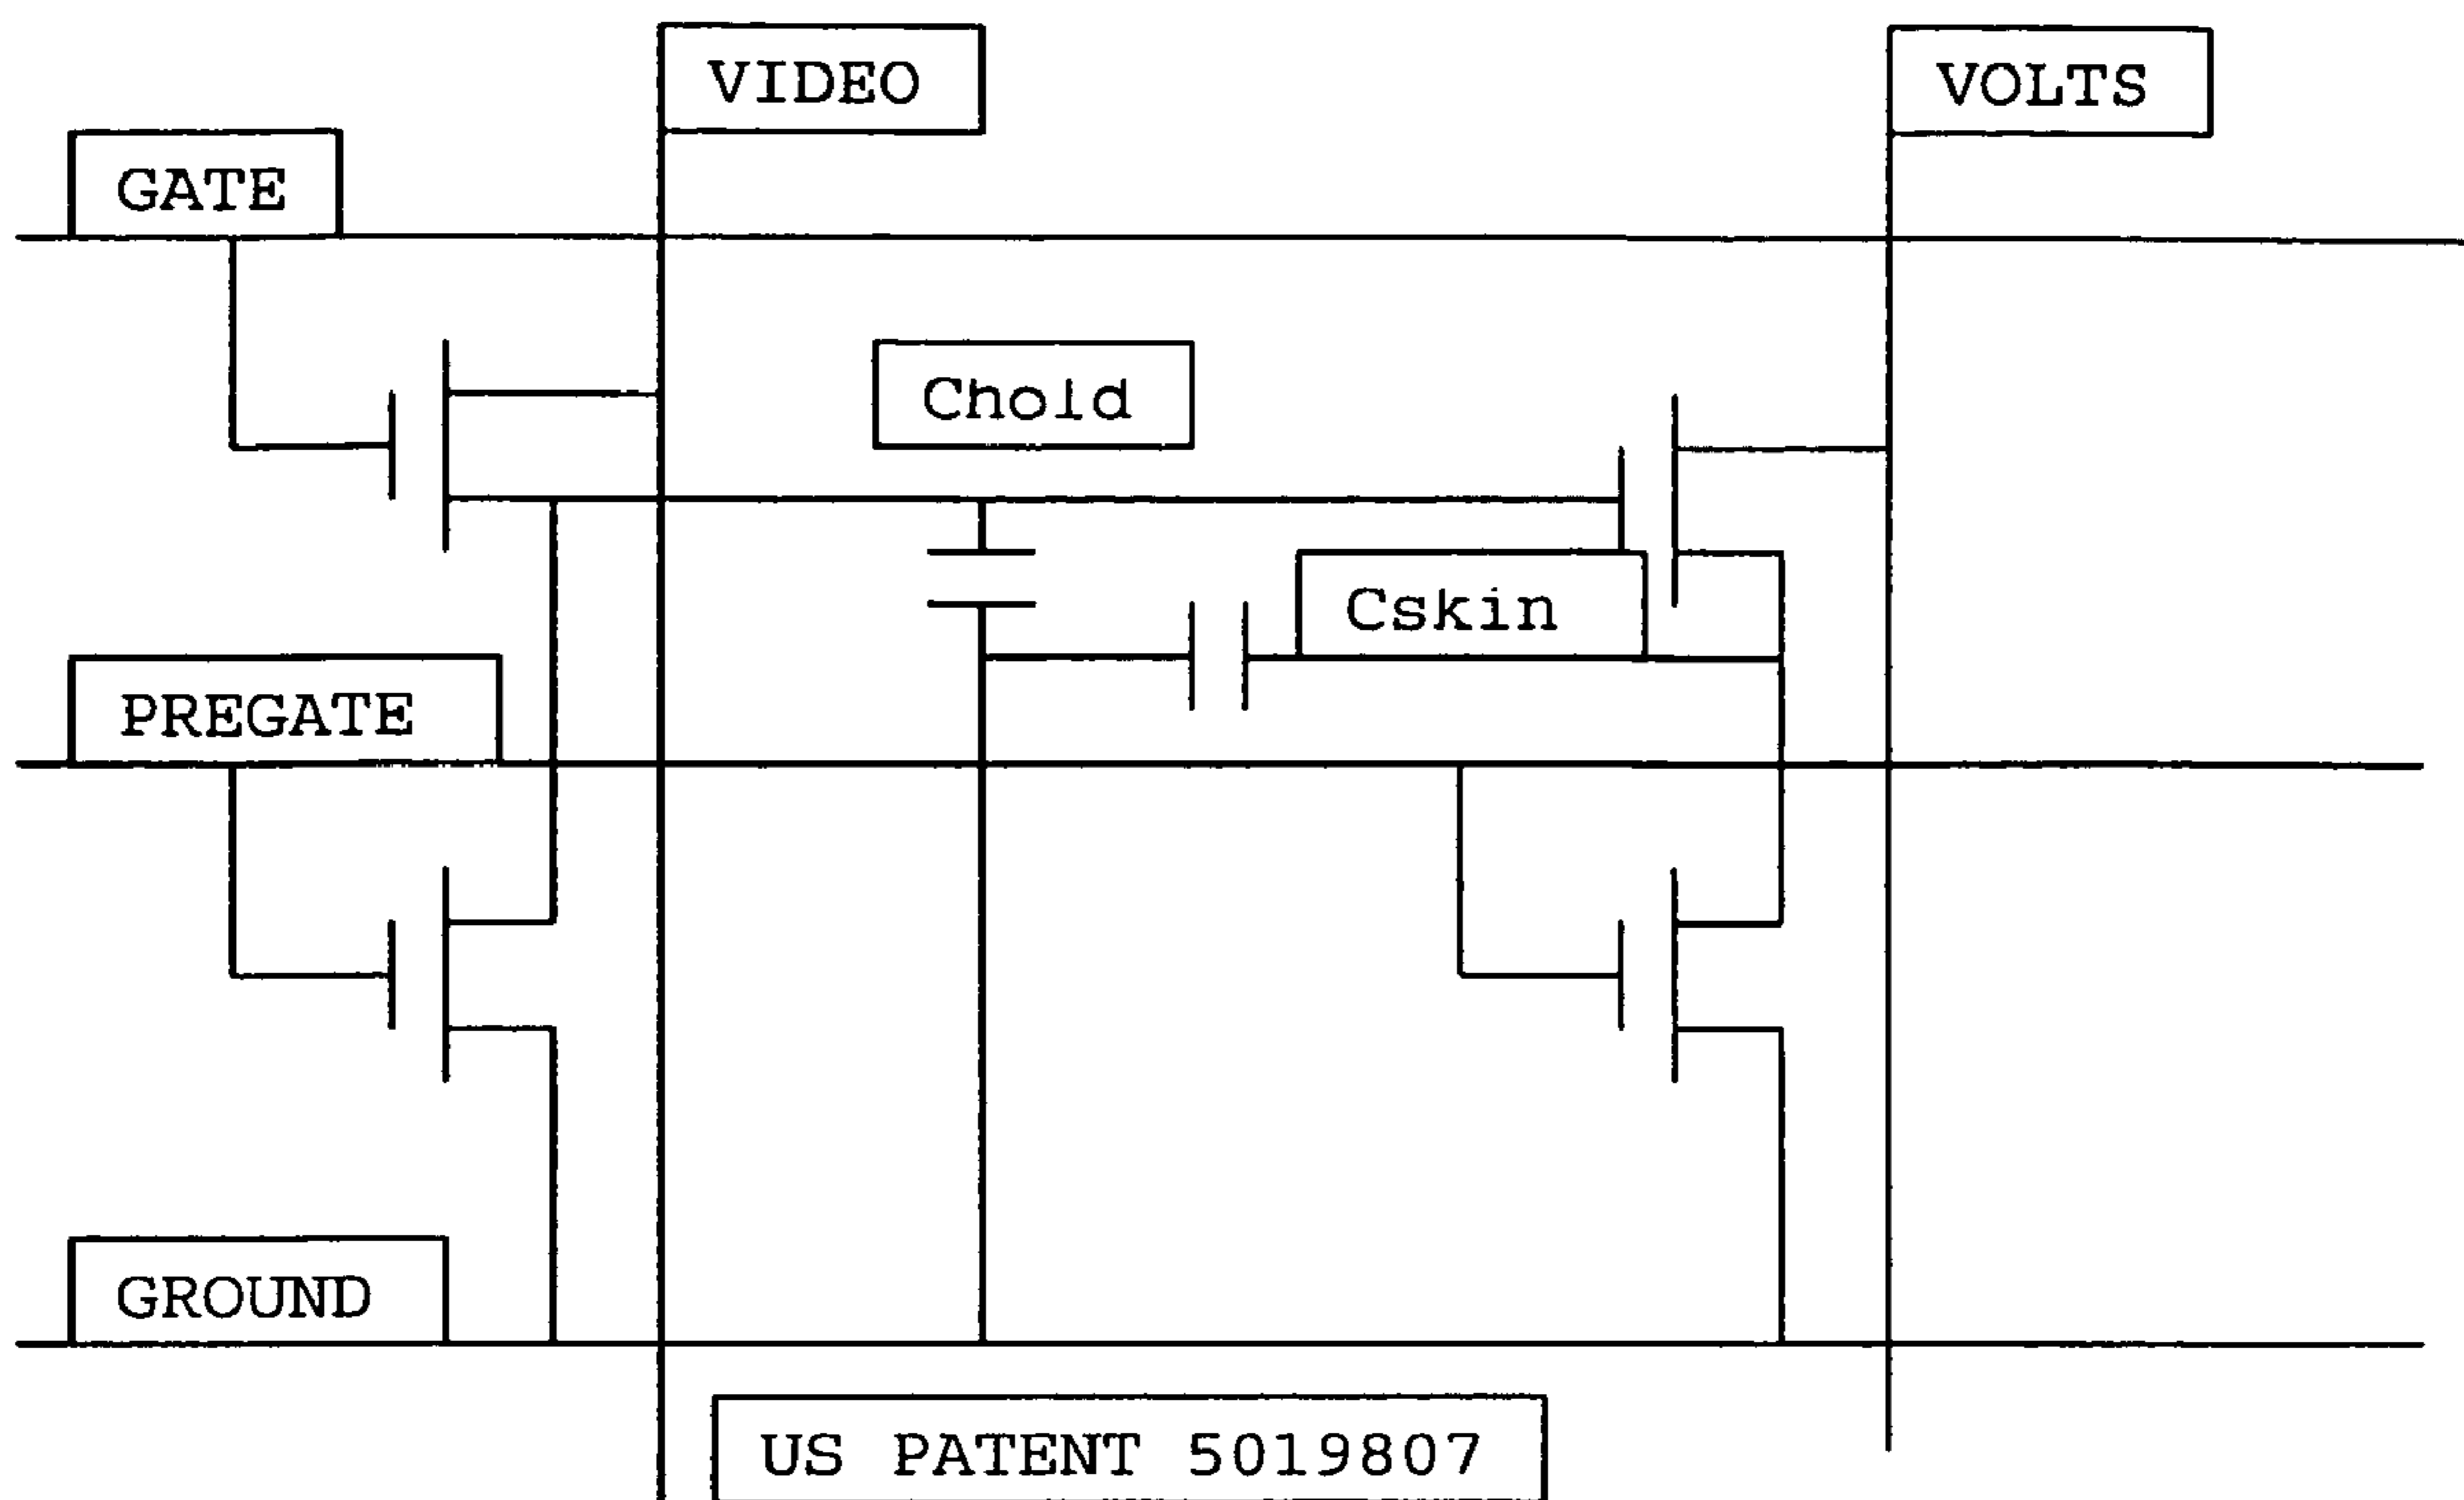 VIDEO
VOLTS
GATE
Chold
Cskin
PREGATE
GROUND
US PATENT 5019807